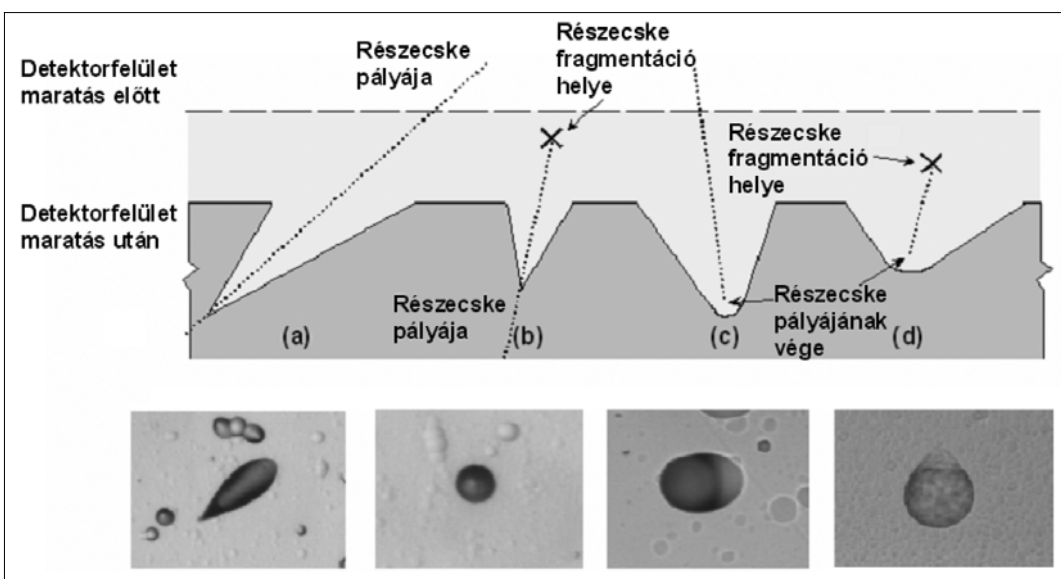 Detektorfelület
maratás előtt
Részecske
pályája
Részecske
fragmentáció
helye
Részecske
fragmentáció
helye
Detektorfelület
maratás után
Részecske
pályája
Részecske
pályájának
vége
(a)
(b)
(c)
(d)